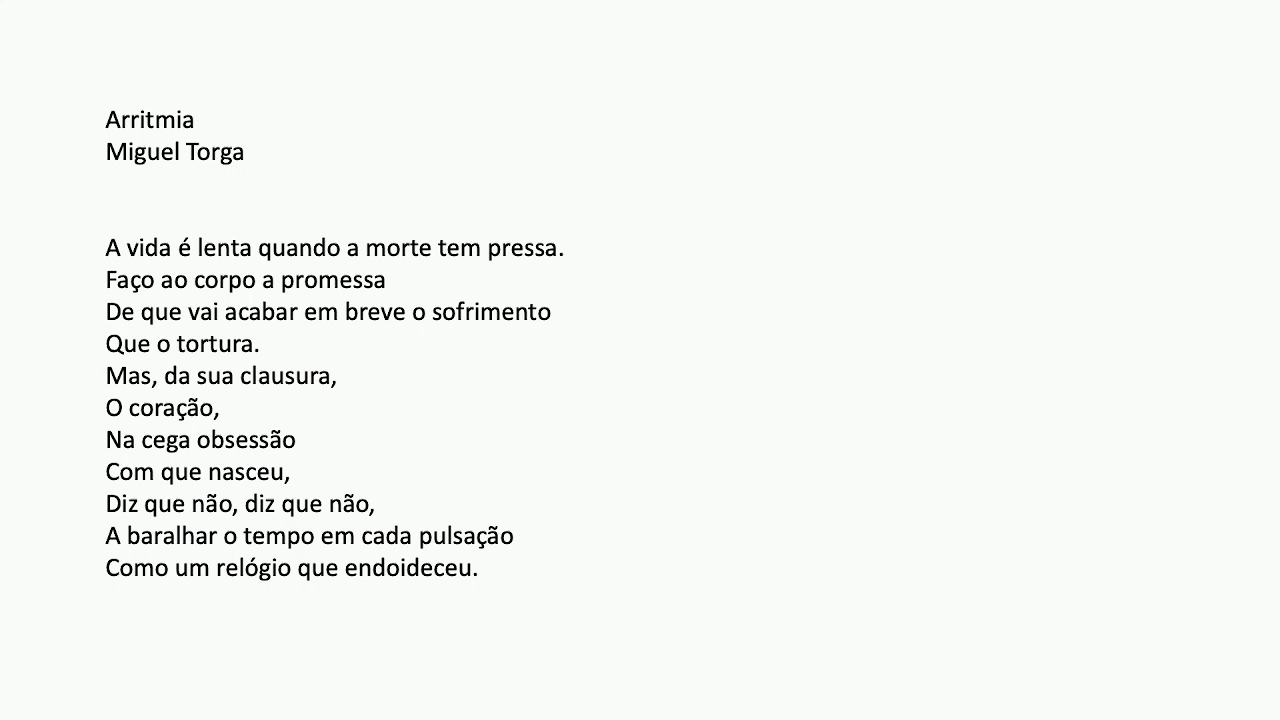 Arritmia
Miguel Torga
A vida é lenta quando a morte tem pressa.
Faço ao corpo a promessa
De que vai acabar em breve o sofrimento
Que o tortura.
Mas, da sua clausura,
O coração,
Na cega obsessão
Com que nasceu,
Diz que não, diz que não,
A baralhar o tempo em cada pulsação
Como um relógio que endoideceu.